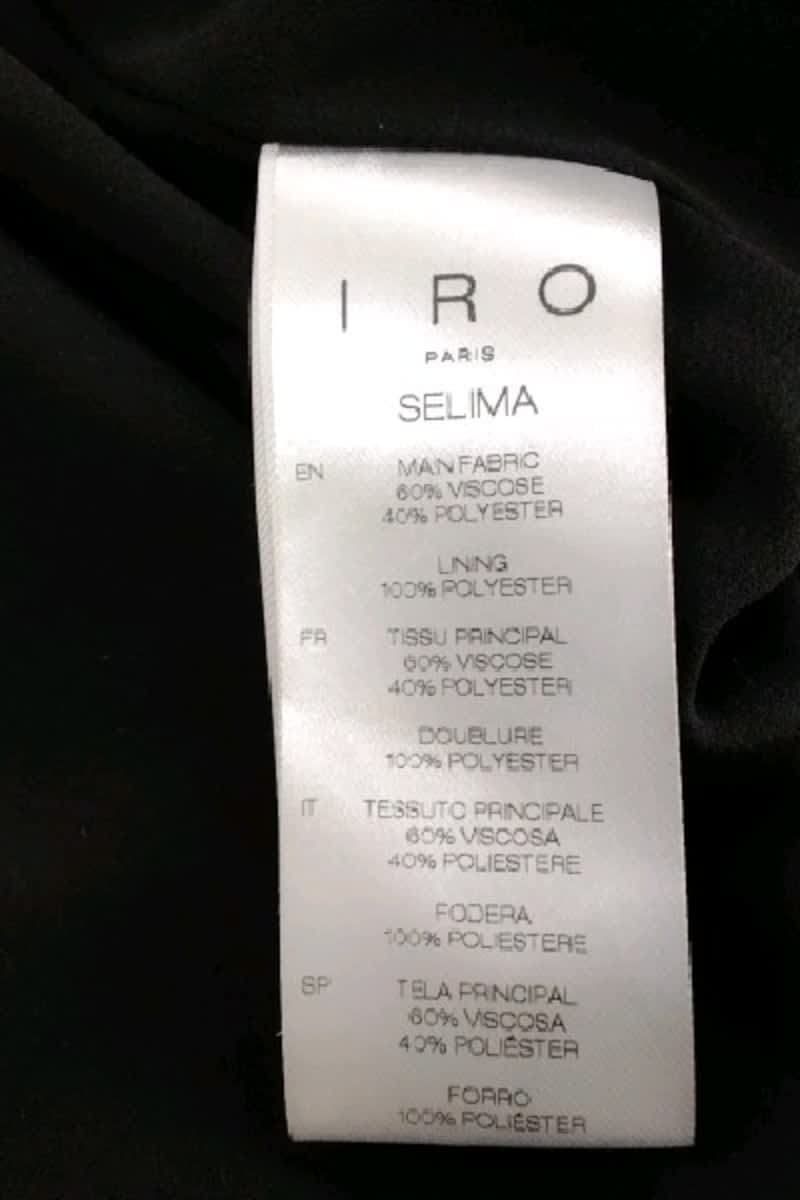 IRO
PARIS
SELIMA
EN MAIN FABRIC
60% VISCOSE
40% POLYESTER
LINING
100% POLYESTER
FR TISSU PRINCIPAL
60% VISCOSE
40% POLYESTER
DOUBLURE
100% POLYESTER
IT TESSUTO PRINCIPALE
60% VISCOSA
40% POLIESTERE
FODERA
100% POLIESTERE
SP TELA PRINCIPAL
60% VISCOSA
40% POLIÉSTER
FORRO
100% POLIÉSTER